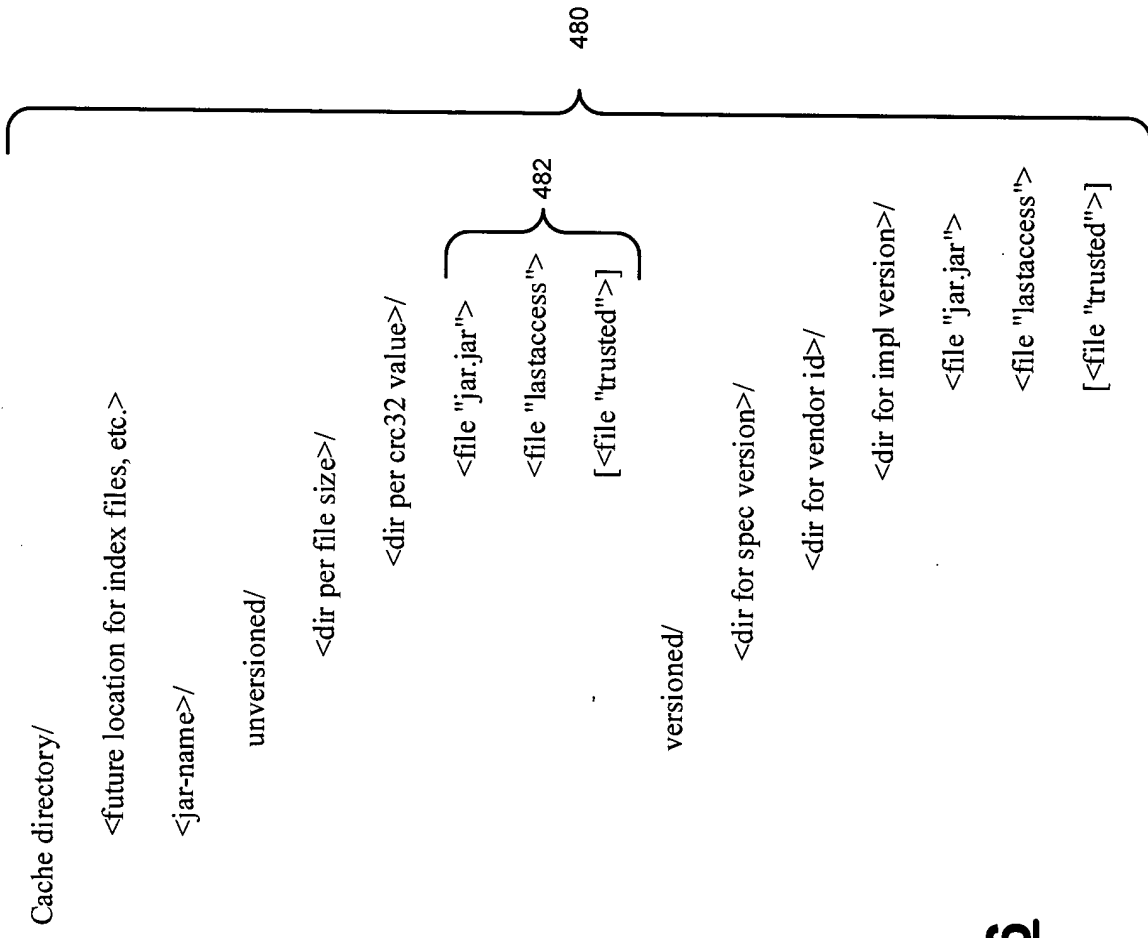 Cache directory/
<future location for index files, etc.>
<jar-name>/
unversioned/
<dir per file size>/
<dir per crc32 value>/
<file "jar.jar">
<file "lastaccess">
[<file "trusted">]
482
versioned/
<dir for spec version>/
<dir for vendor id>/
<dir for impl version>/
<file "jar.jar">
<file "lastaccess">
[<file "trusted">]
480